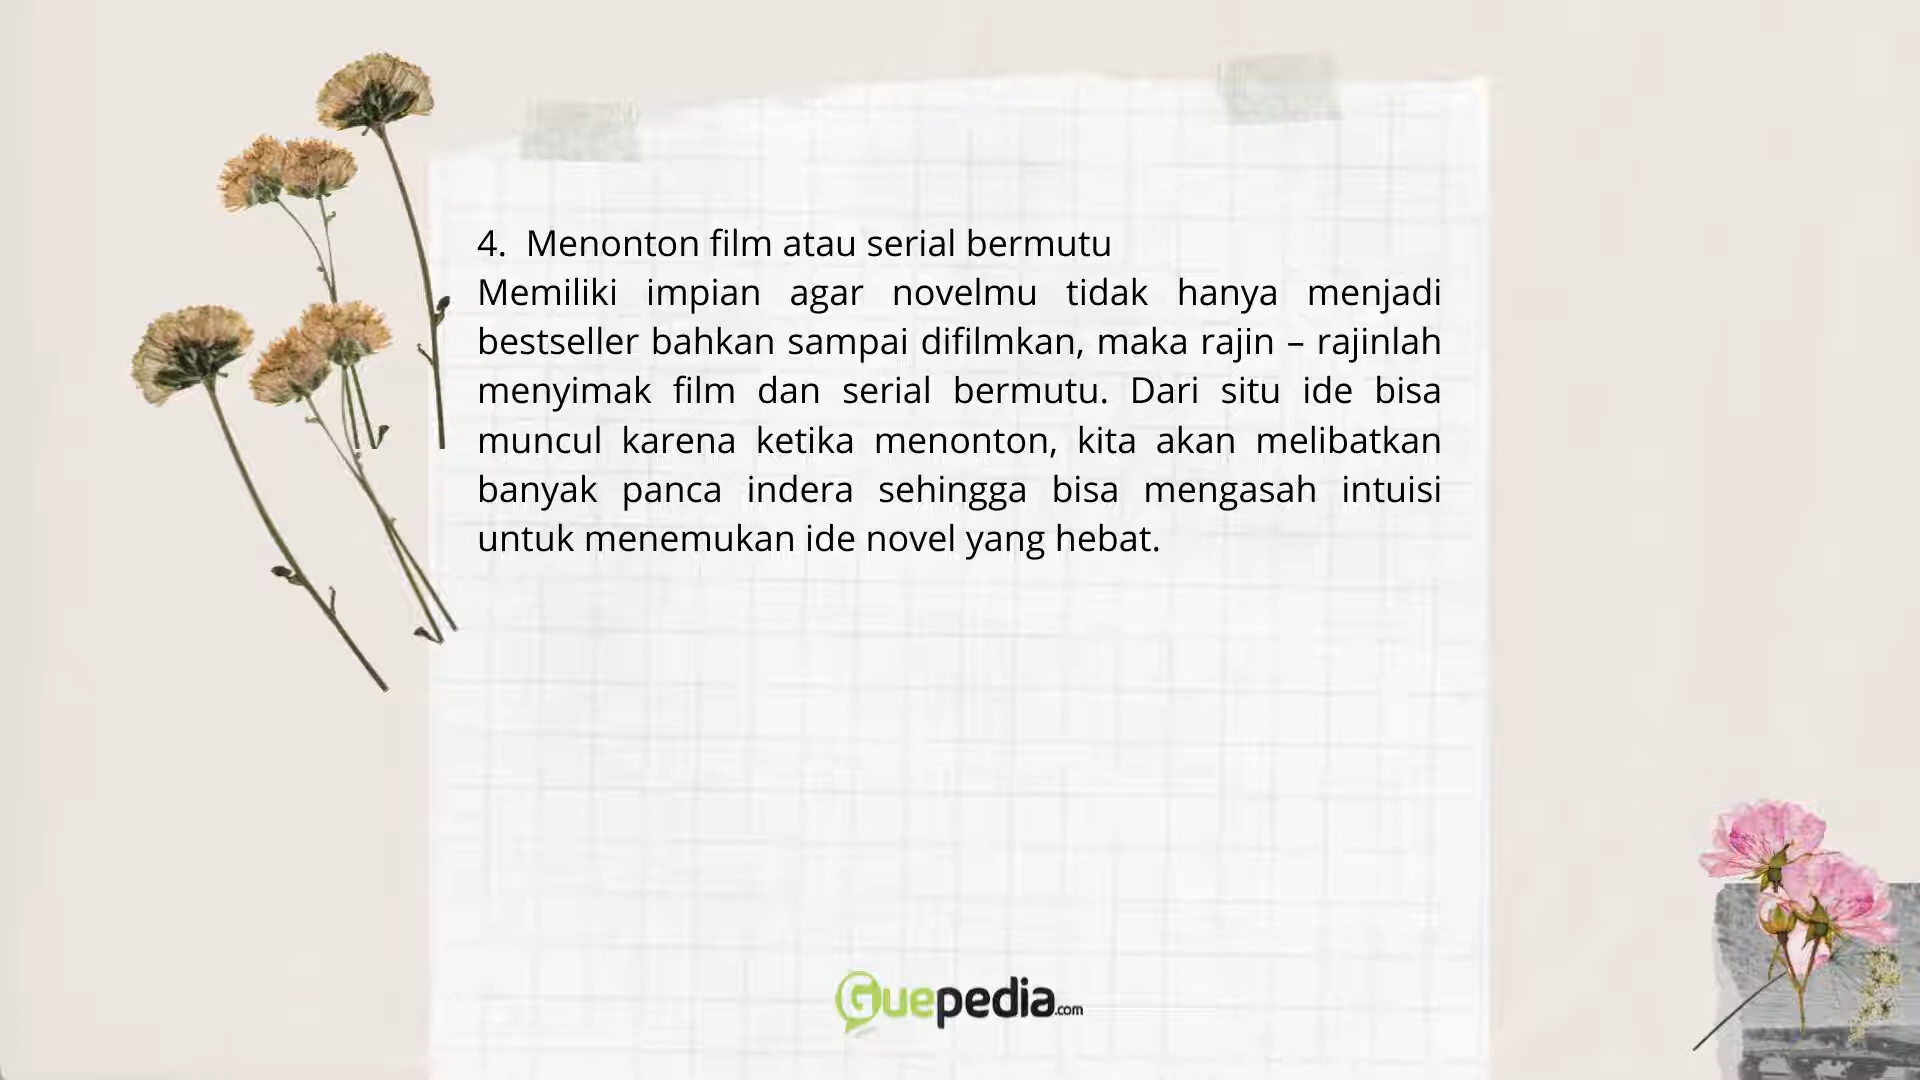 4. Menonton film atau serial bermutu
Memiliki impian agar novelmu tidak hanya menjadi
bestseller bahkan sampai difilmkan, maka rajin – rajinlah
menyimak film dan serial bermutu. Dari situ ide bisa
muncul karena ketika menonton, kita akan melibatkan
banyak panca indera sehingga bisa mengasah intuisi
untuk menemukan ide novel yang hebat.
Guepedia.com